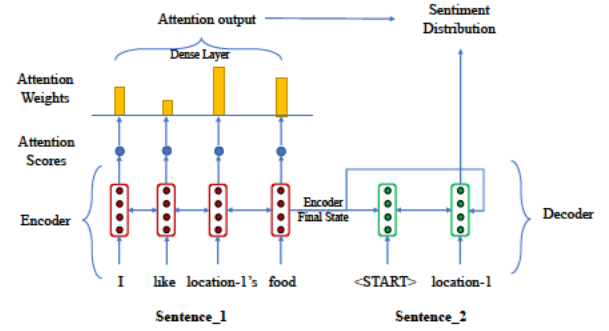 Attention output
Sentiment
Distribution
Dense Layer
Attention
Weights
Attention
Scores
Encoder
Encoder
Final State
Decoder
I like location-1's food <START> location-1
Sentence_1 Sentence_2